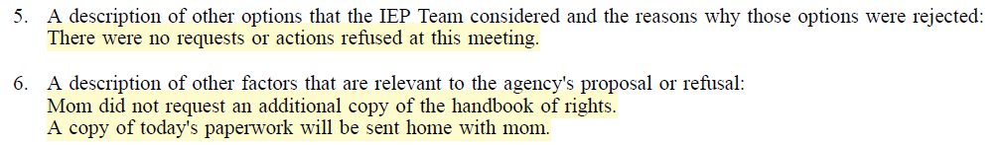 5. A description of other options that the IEP Team considered and the reasons why those options were rejected:
There were no requests or actions refused at this meeting.
6. A description of other factors that are relevant to the agency's proposal or refusal:
Mom did not request an additional copy of the handbook of rights.
A copy of today's paperwork will be sent home with mom.